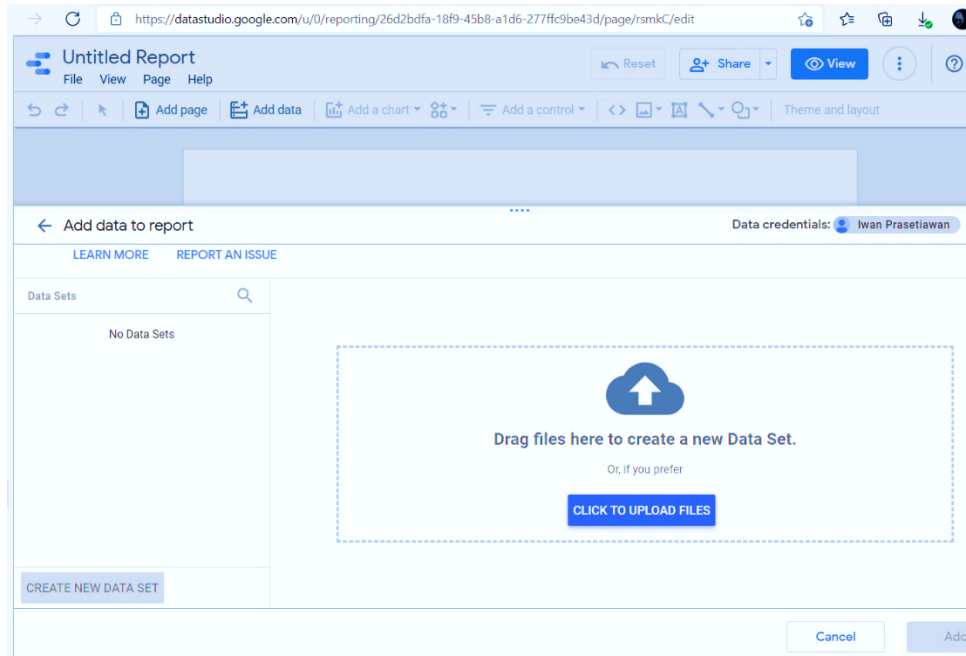 https://datastudio.google.com/u/0/reporting/26d2bdfa-18f9-45b8-a1d6-277ffc9be43d/page/rsmkC/edit
Untitled Report
File View Page Help
Reset Share View
Add page Add data Add a chart Add a control Theme and layout
Add data to report Data credentials: Iwan Prasetiawan
LEARN MORE REPORT AN ISSUE
Data Sets
No Data Sets
Drag files here to create a new Data Set.
Or, if you prefer
CLICK TO UPLOAD FILES
CREATE NEW DATA SET
Cancel Add